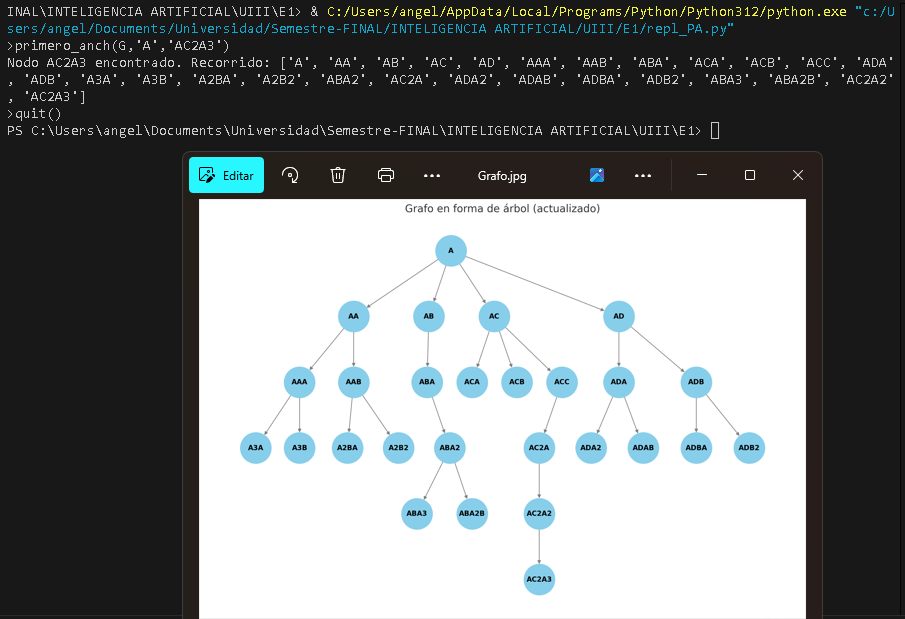 INAL\INTELIGENCIA ARTIFICIAL\UIII\E1> & C:/Users/angel/AppData/Local/Programs/Python/Python312/python.exe "c:/U
sers/angel/Documents/Universidad/Semestre-FINAL/INTELIGENCIA ARTIFICIAL/UIII/E1/repl_PA.py"
>primero_anch(G,'A','AC2A3')
Nodo AC2A3 encontrado. Recorrido: ['A', 'AA', 'AB', 'AC', 'AD', 'AAA', 'AAB', 'ABA', 'ACA', 'ACB', 'ACC', 'ADA'
, 'ADB', 'A3A', 'A3B', 'A2BA', 'A2B2', 'ABA2', 'AC2A', 'ADA2', 'ADAB', 'ADBA', 'ADB2', 'ABA3', 'ABA2B', 'AC2A2'
, 'AC2A3']
>quit()
PS C:\Users\angel\Documents\Universidad\Semestre-FINAL\INTELIGENCIA ARTIFICIAL\UIII\E1>
Editar Grafo.jpg
Grafo en forma de árbol (actualizado)
A
AA AB AC AD
AAA AAB ABA ACA ACB ACC ADA ADB
A3A A3B A2BA A2B2 ABA2 AC2A ADA2 ADAB ADBA ADB2
ABA3 ABA2B AC2A2
AC2A3